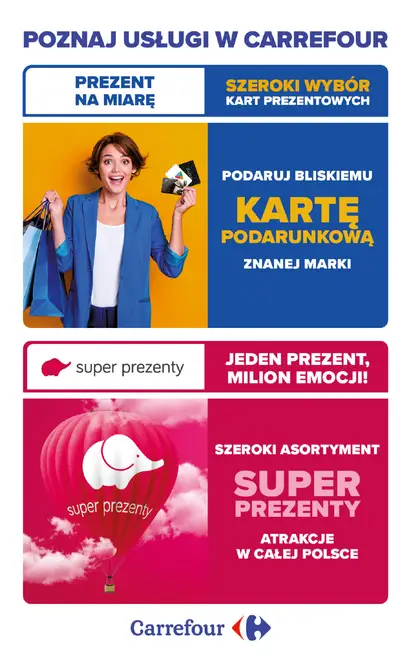 POZNAJ USŁUGI W CARREFOUR
PREZENT
NA MIARĘ
SZEROKI WYBÓR
KART PREZENTOWYCH
PODARUJ BLISKIEMU
KARTĘ
PODARUNKOWĄ
ZNANEJ MARKI
super prezenty
JEDEN PREZENT,
MILION EMOCJI!
super prezenty
SZEROKI ASORTYMENT
SUPER
PREZENTY
ATRAKCJE
W CAŁEJ POLSCE
Carrefour